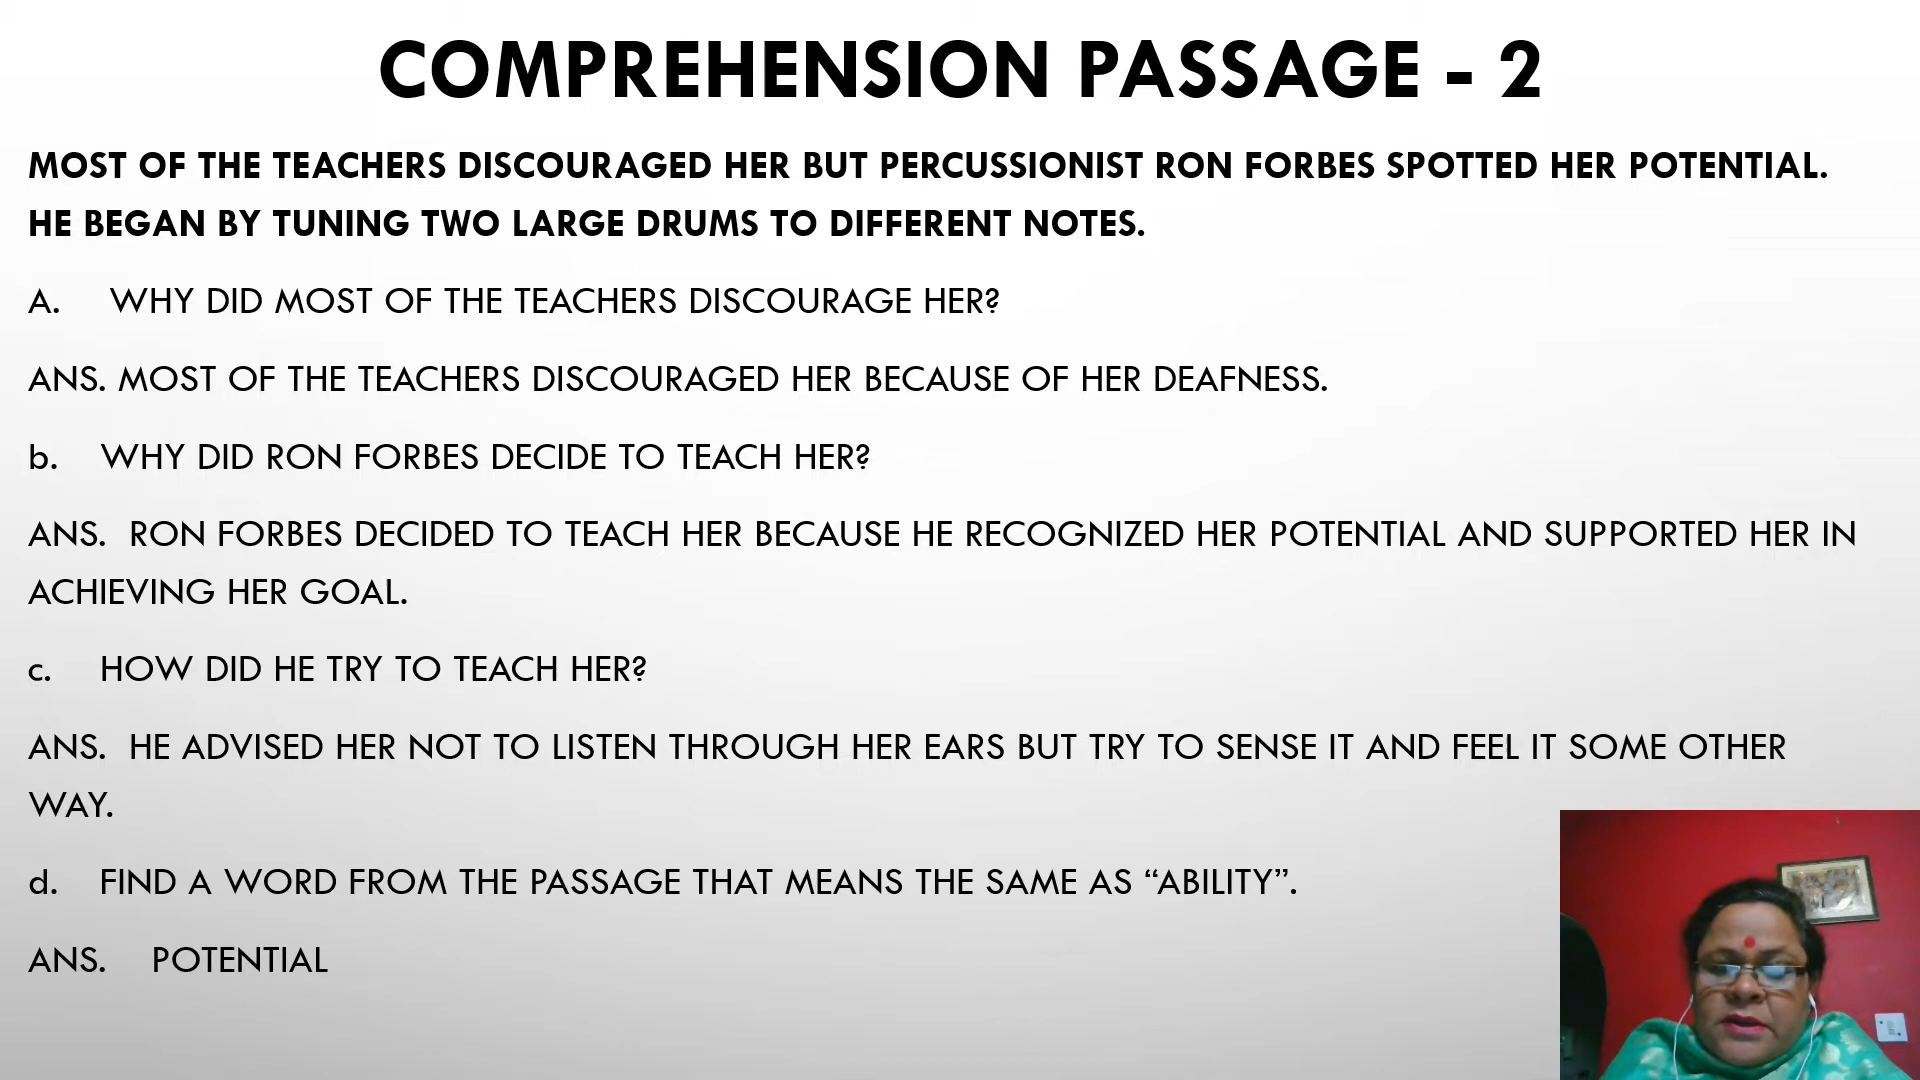 COMPREHENSION PASSAGE - 2
MOST OF THE TEACHERS DISCOURAGED HER BUT PERCUSSIONIST RON FORBES SPOTTED HER POTENTIAL.
HE BEGAN BY TUNING TWO LARGE DRUMS TO DIFFERENT NOTES.
A. WHY DID MOST OF THE TEACHERS DISCOURAGE HER?
ANS. MOST OF THE TEACHERS DISCOURAGED HER BECAUSE OF HER DEAFNESS.
b. WHY DID RON FORBES DECIDE TO TEACH HER?
ANS. RON FORBES DECIDED TO TEACH HER BECAUSE HE RECOGNIZED HER POTENTIAL AND SUPPORTED HER IN
ACHIEVING HER GOAL.
c. HOW DID HE TRY TO TEACH HER?
ANS. HE ADVISED HER NOT TO LISTEN THROUGH HER EARS BUT TRY TO SENSE IT AND FEEL IT SOME OTHER
WAY.
d. FIND A WORD FROM THE PASSAGE THAT MEANS THE SAME AS “ABILITY”.
ANS. POTENTIAL